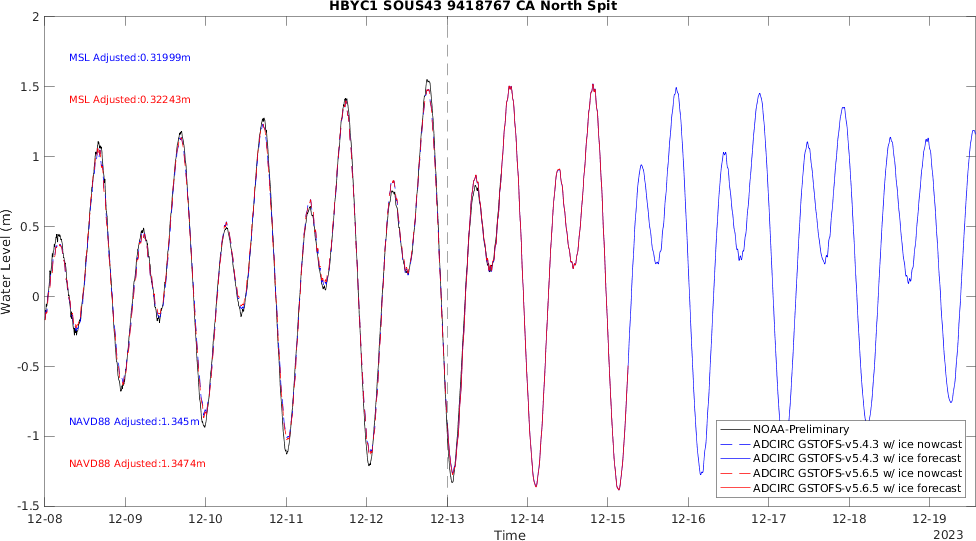 HBYC1 SOUS43 9418767 CA North Spit
Water Level (m)
2
1.5
1
0.5
0
-0.5
-1
-1.5
MSL Adjusted:0.31999m
MSL Adjusted:0.32243m
NAVD88 Adjusted:1.345m
NAVD88 Adjusted:1.3474m
NOAA-Preliminary
ADCIRC GSTOFS-v5.4.3 w/ ice nowcast
ADCIRC GSTOFS-v5.4.3 w/ ice forecast
ADCIRC GSTOFS-v5.6.5 w/ ice nowcast
ADCIRC GSTOFS-v5.6.5 w/ ice forecast
12-08 12-09 12-10 12-11 12-12 12-13 12-14 12-15 12-16 12-17 12-18 12-19
Time
2023